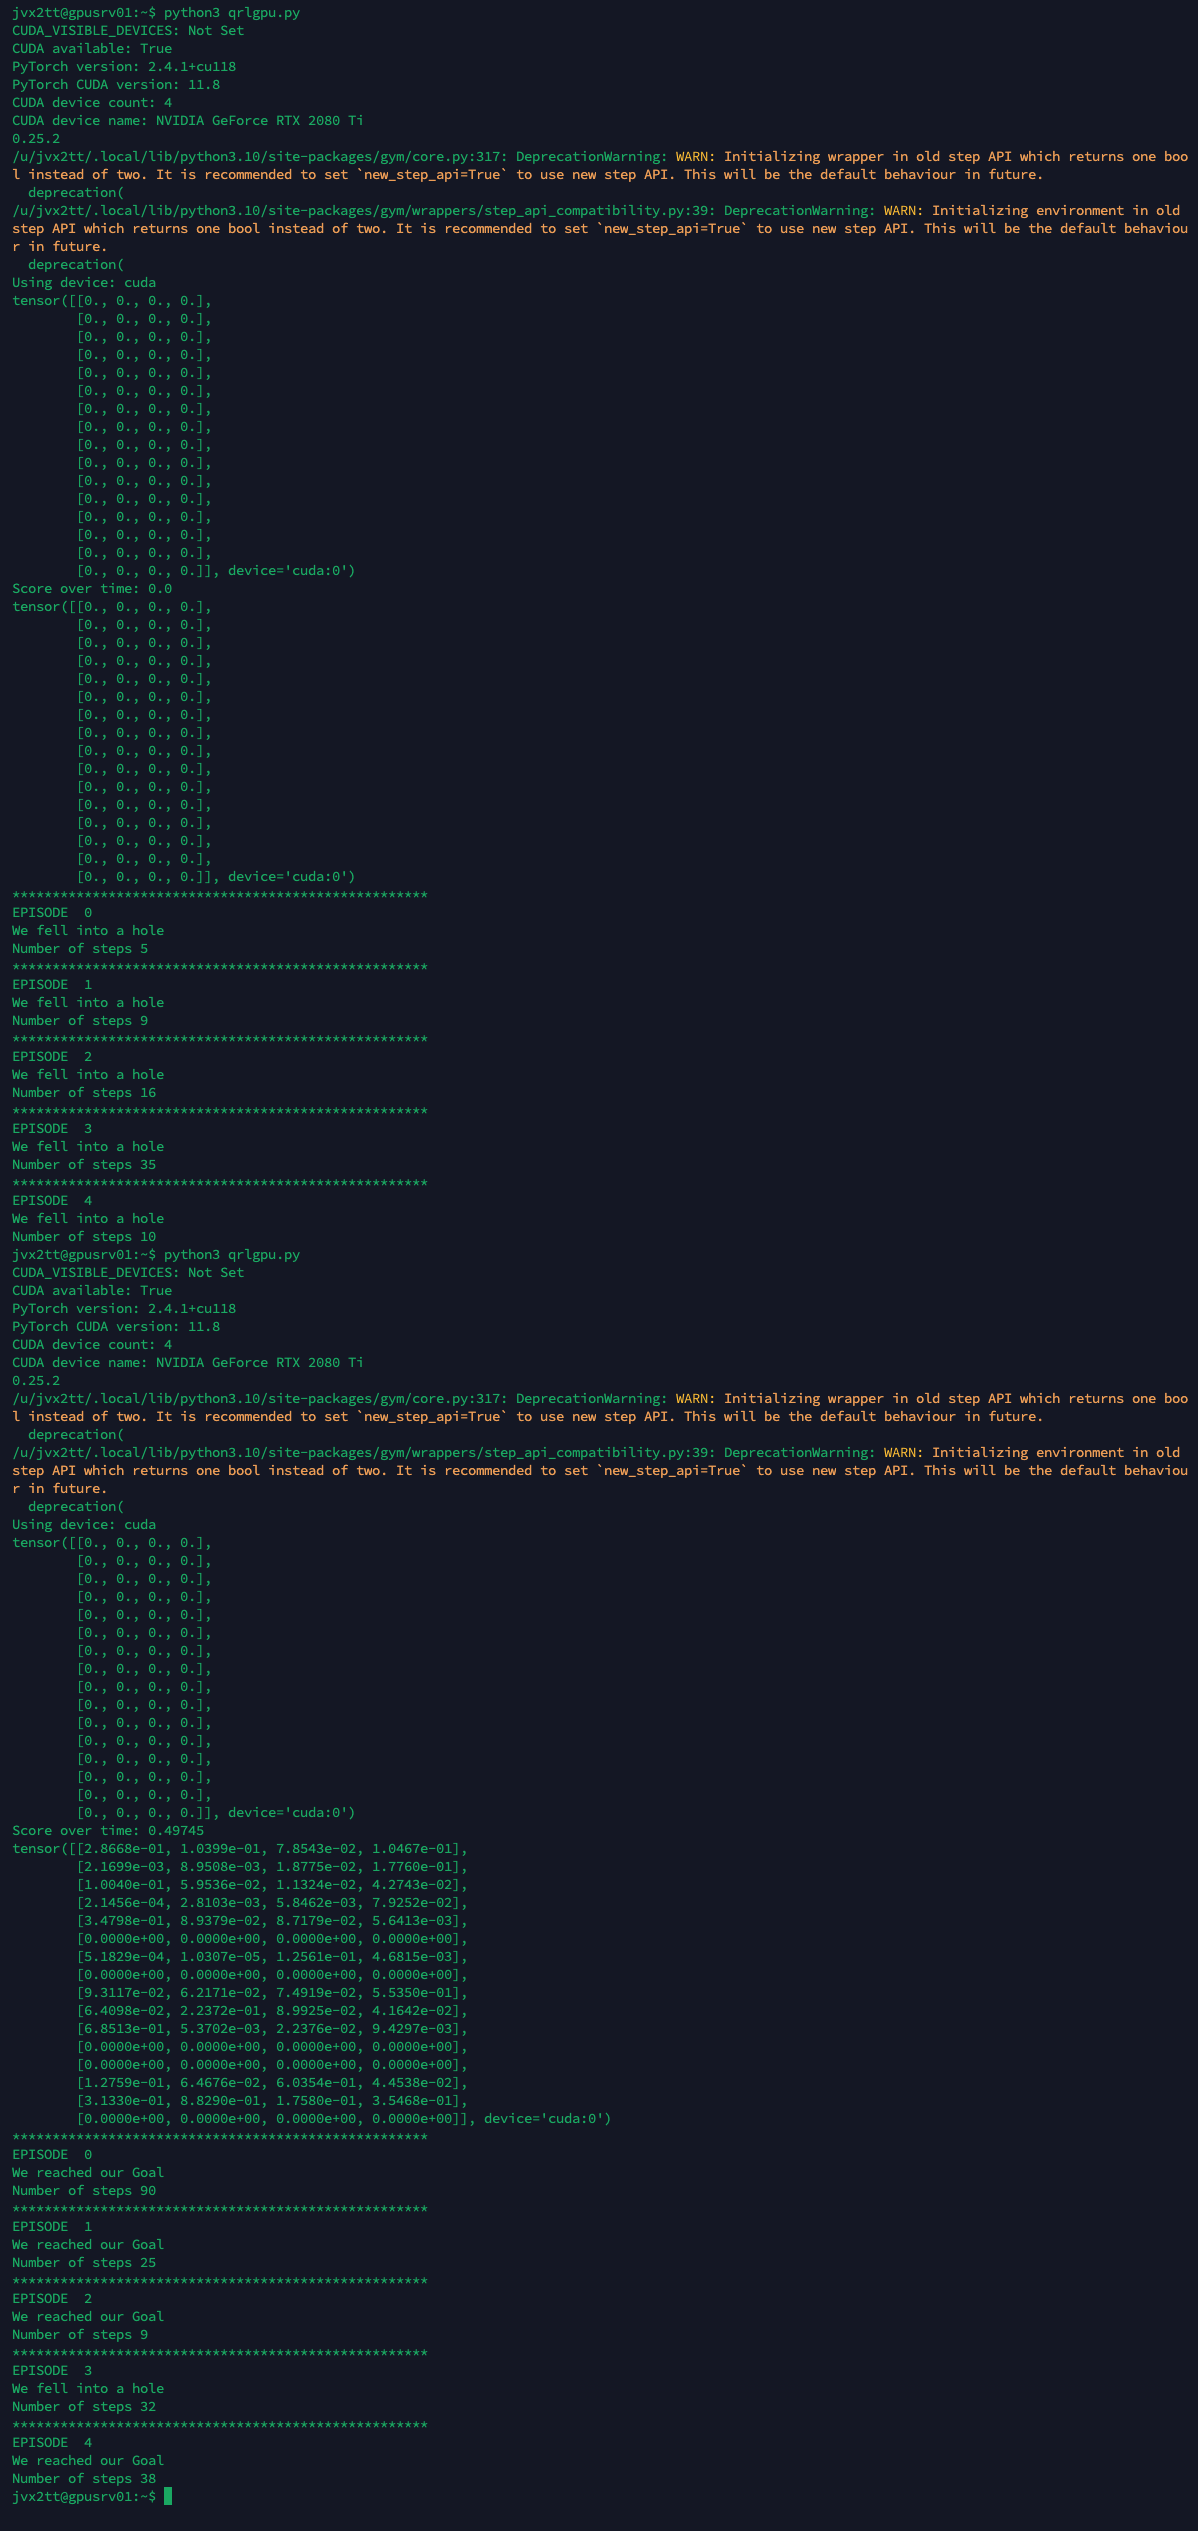 jvx2tt@gpusrv01:~$ python3 qrlgpu.py
CUDA_VISIBLE_DEVICES: Not Set
CUDA available: True
PyTorch version: 2.4.1+cu118
PyTorch CUDA version: 11.8
CUDA device count: 4
CUDA device name: NVIDIA GeForce RTX 2080 Ti
0.25.2
/u/jvx2tt/.local/lib/python3.10/site-packages/gym/core.py:317: DeprecationWarning: WARN: Initializing wrapper in old step API which returns one boo
l instead of two. It is recommended to set `new_step_api=True` to use new step API. This will be the default behaviour in future.
  deprecation(
/u/jvx2tt/.local/lib/python3.10/site-packages/gym/wrappers/step_api_compatibility.py:39: DeprecationWarning: WARN: Initializing environment in old
step API which returns one bool instead of two. It is recommended to set `new_step_api=True` to use new step API. This will be the default behaviou
r in future.
  deprecation(
Using device: cuda
tensor([[0., 0., 0., 0.],
        [0., 0., 0., 0.],
        [0., 0., 0., 0.],
        [0., 0., 0., 0.],
        [0., 0., 0., 0.],
        [0., 0., 0., 0.],
        [0., 0., 0., 0.],
        [0., 0., 0., 0.],
        [0., 0., 0., 0.],
        [0., 0., 0., 0.],
        [0., 0., 0., 0.],
        [0., 0., 0., 0.],
        [0., 0., 0., 0.],
        [0., 0., 0., 0.],
        [0., 0., 0., 0.],
        [0., 0., 0., 0.]], device='cuda:0')
Score over time: 0.0
tensor([[0., 0., 0., 0.],
        [0., 0., 0., 0.],
        [0., 0., 0., 0.],
        [0., 0., 0., 0.],
        [0., 0., 0., 0.],
        [0., 0., 0., 0.],
        [0., 0., 0., 0.],
        [0., 0., 0., 0.],
        [0., 0., 0., 0.],
        [0., 0., 0., 0.],
        [0., 0., 0., 0.],
        [0., 0., 0., 0.],
        [0., 0., 0., 0.],
        [0., 0., 0., 0.],
        [0., 0., 0., 0.],
        [0., 0., 0., 0.]], device='cuda:0')
****************************************************
EPISODE  0
We fell into a hole
Number of steps 5
****************************************************
EPISODE  1
We fell into a hole
Number of steps 9
****************************************************
EPISODE  2
We fell into a hole
Number of steps 16
****************************************************
EPISODE  3
We fell into a hole
Number of steps 35
****************************************************
EPISODE  4
We fell into a hole
Number of steps 10
jvx2tt@gpusrv01:~$ python3 qrlgpu.py
CUDA_VISIBLE_DEVICES: Not Set
CUDA available: True
PyTorch version: 2.4.1+cu118
PyTorch CUDA version: 11.8
CUDA device count: 4
CUDA device name: NVIDIA GeForce RTX 2080 Ti
0.25.2
/u/jvx2tt/.local/lib/python3.10/site-packages/gym/core.py:317: DeprecationWarning: WARN: Initializing wrapper in old step API which returns one boo
l instead of two. It is recommended to set `new_step_api=True` to use new step API. This will be the default behaviour in future.
  deprecation(
/u/jvx2tt/.local/lib/python3.10/site-packages/gym/wrappers/step_api_compatibility.py:39: DeprecationWarning: WARN: Initializing environment in old
step API which returns one bool instead of two. It is recommended to set `new_step_api=True` to use new step API. This will be the default behaviou
r in future.
  deprecation(
Using device: cuda
tensor([[0., 0., 0., 0.],
        [0., 0., 0., 0.],
        [0., 0., 0., 0.],
        [0., 0., 0., 0.],
        [0., 0., 0., 0.],
        [0., 0., 0., 0.],
        [0., 0., 0., 0.],
        [0., 0., 0., 0.],
        [0., 0., 0., 0.],
        [0., 0., 0., 0.],
        [0., 0., 0., 0.],
        [0., 0., 0., 0.],
        [0., 0., 0., 0.],
        [0., 0., 0., 0.],
        [0., 0., 0., 0.],
        [0., 0., 0., 0.]], device='cuda:0')
Score over time: 0.49745
tensor([[2.8668e-01, 1.0399e-01, 7.8543e-02, 1.0467e-01],
        [2.1699e-03, 8.9508e-03, 1.8775e-02, 1.7760e-01],
        [1.0040e-01, 5.9536e-02, 1.1324e-02, 4.2743e-02],
        [2.1456e-04, 2.8103e-03, 5.8462e-03, 7.9252e-02],
        [3.4798e-01, 8.9379e-02, 8.7179e-02, 5.6413e-03],
        [0.0000e+00, 0.0000e+00, 0.0000e+00, 0.0000e+00],
        [5.1829e-04, 1.0307e-05, 1.2561e-01, 4.6815e-03],
        [0.0000e+00, 0.0000e+00, 0.0000e+00, 0.0000e+00],
        [9.3117e-02, 6.2171e-02, 7.4919e-02, 5.5350e-01],
        [6.4098e-02, 2.2372e-01, 8.9925e-02, 4.1642e-02],
        [6.8513e-01, 5.3702e-03, 2.2376e-02, 9.4297e-03],
        [0.0000e+00, 0.0000e+00, 0.0000e+00, 0.0000e+00],
        [0.0000e+00, 0.0000e+00, 0.0000e+00, 0.0000e+00],
        [1.2759e-01, 6.4676e-02, 6.0354e-01, 4.4538e-02],
        [3.1330e-01, 8.8290e-01, 1.7580e-01, 3.5468e-01],
        [0.0000e+00, 0.0000e+00, 0.0000e+00, 0.0000e+00]], device='cuda:0')
****************************************************
EPISODE  0
We reached our Goal
Number of steps 90
****************************************************
EPISODE  1
We reached our Goal
Number of steps 25
****************************************************
EPISODE  2
We reached our Goal
Number of steps 9
****************************************************
EPISODE  3
We fell into a hole
Number of steps 32
****************************************************
EPISODE  4
We reached our Goal
Number of steps 38
jvx2tt@gpusrv01:~$